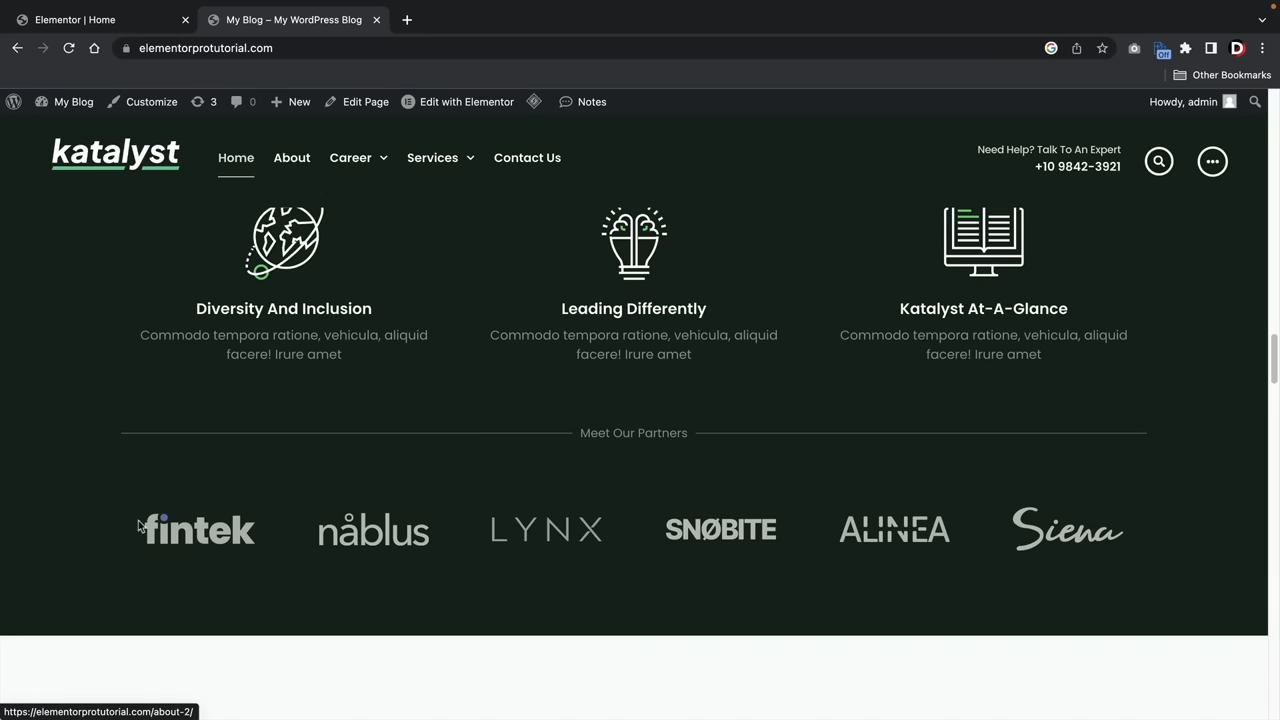 Elementor | Home
My Blog – My WordPress Blog
elementorprotutorial.com
Off
D
Other Bookmarks
My Blog
Customize
3
0
New
Edit Page
Edit with Elementor
Notes
Howdy, admin
katalyst
Home
About
Career
Services
Contact Us
Need Help? Talk To An Expert
+10 9842-3921
Diversity And Inclusion
Commodo tempora ratione, vehicula, aliquid
facere! Irure amet
Leading Differently
Commodo tempora ratione, vehicula, aliquid
facere! Irure amet
Katalyst At-A-Glance
Commodo tempora ratione, vehicula, aliquid
facere! Irure amet
Meet Our Partners
fintek
nåblus
LYNX
SNØBITE
ALINEA
Siena
https://elementorprotutorial.com/about-2/